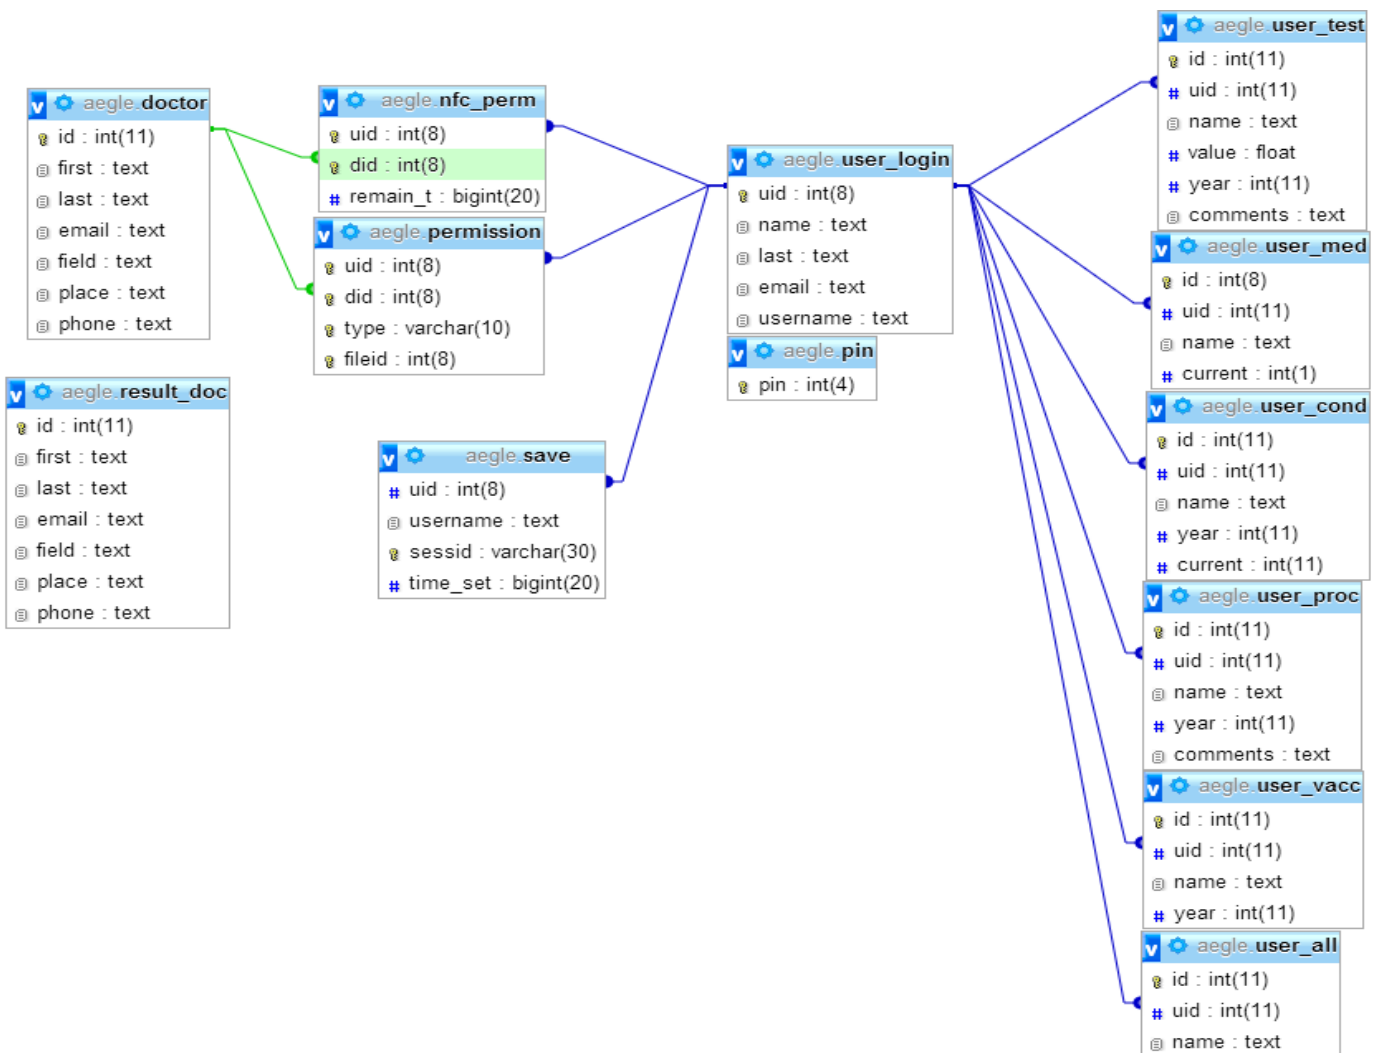 aegle.doctor
id : int(11)
first : text
last : text
email : text
field : text
place : text
phone : text
aegle.result_doc
id : int(11)
first : text
last : text
email : text
field : text
place : text
phone : text
aegle.nfc_perm
uid : int(8)
did : int(8)
# remain_t : bigint(20)
aegle.permission
uid : int(8)
did : int(8)
type : varchar(10)
fileid : int(8)
aegle.save
# uid : int(8)
username : text
sessid : varchar(30)
# time_set : bigint(20)
aegle.user_login
uid : int(8)
name : text
last : text
email : text
username : text
aegle.pin
pin : int(4)
aegle.user_test
id : int(11)
# uid : int(11)
name : text
# value : float
# year : int(11)
comments : text
aegle.user_med
id : int(8)
# uid : int(11)
name : text
# current : int(1)
aegle.user_cond
id : int(11)
# uid : int(11)
name : text
# year : int(11)
# current : int(11)
aegle.user_proc
id : int(11)
# uid : int(11)
name : text
# year : int(11)
comments : text
aegle.user_vacc
id : int(11)
# uid : int(11)
name : text
# year : int(11)
aegle.user_all
id : int(11)
# uid : int(11)
name : text